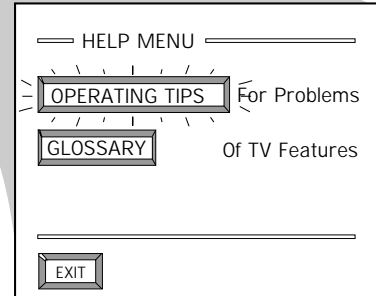 HELP MENU
OPERATING TIPS For Problems
GLOSSARY Of TV Features
EXIT